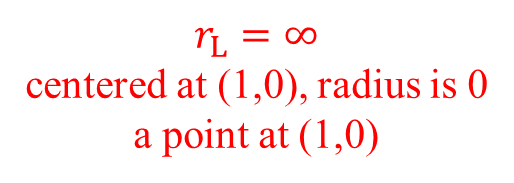 r_L = ∞
centered at (1,0), radius is 0
a point at (1,0)